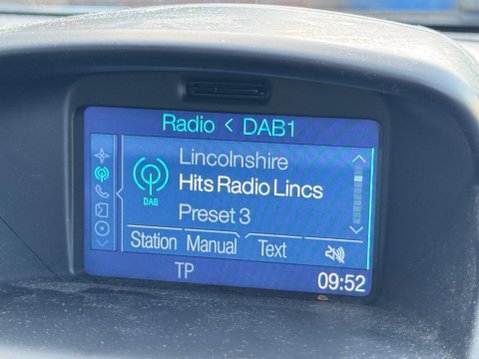 Radio < DAB1
Lincolnshire
Hits Radio Lincs
DAB
Preset 3
Station Manual Text
TP 09:52